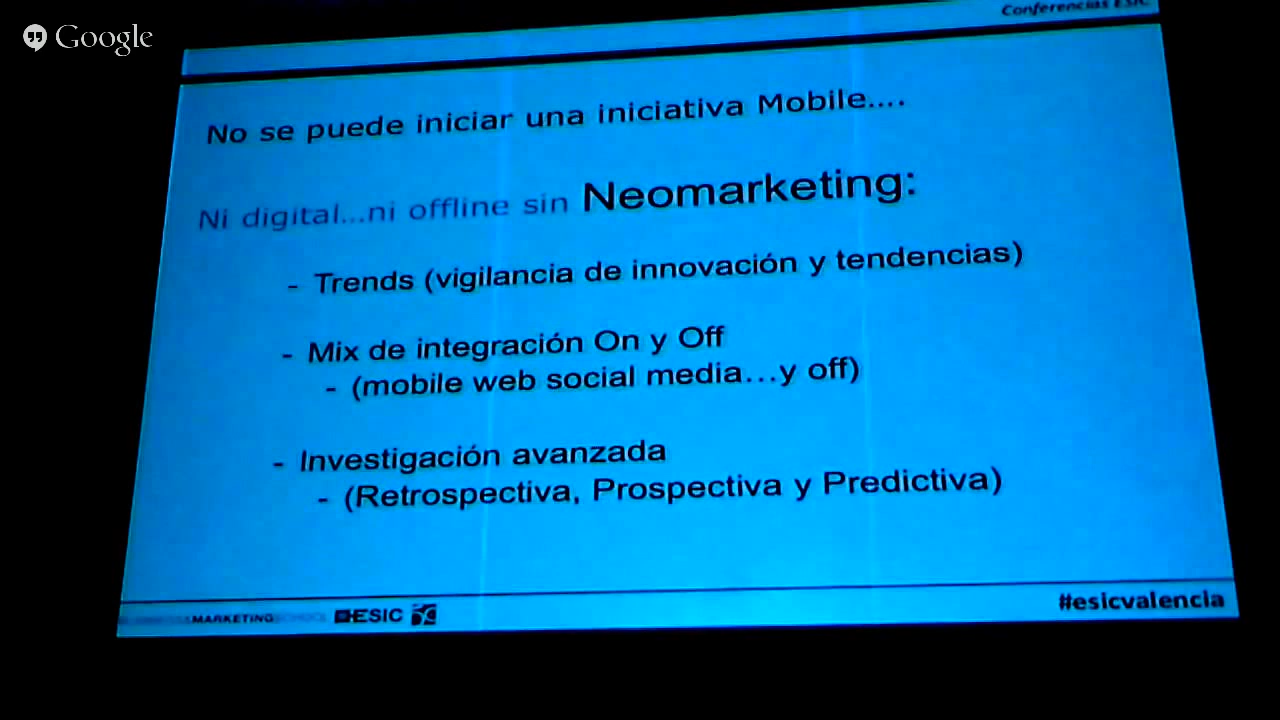 Google
Conferencias ESIC
No se puede iniciar una iniciativa Mobile....
Ni digital...ni offline sin Neomarketing:
- Trends (vigilancia de innovación y tendencias)
- Mix de integración On y Off
- (mobile web social media...y off)
- Investigación avanzada
- (Retrospectiva, Prospectiva y Predictiva)
MARKETING ESIC
#esicvalencia